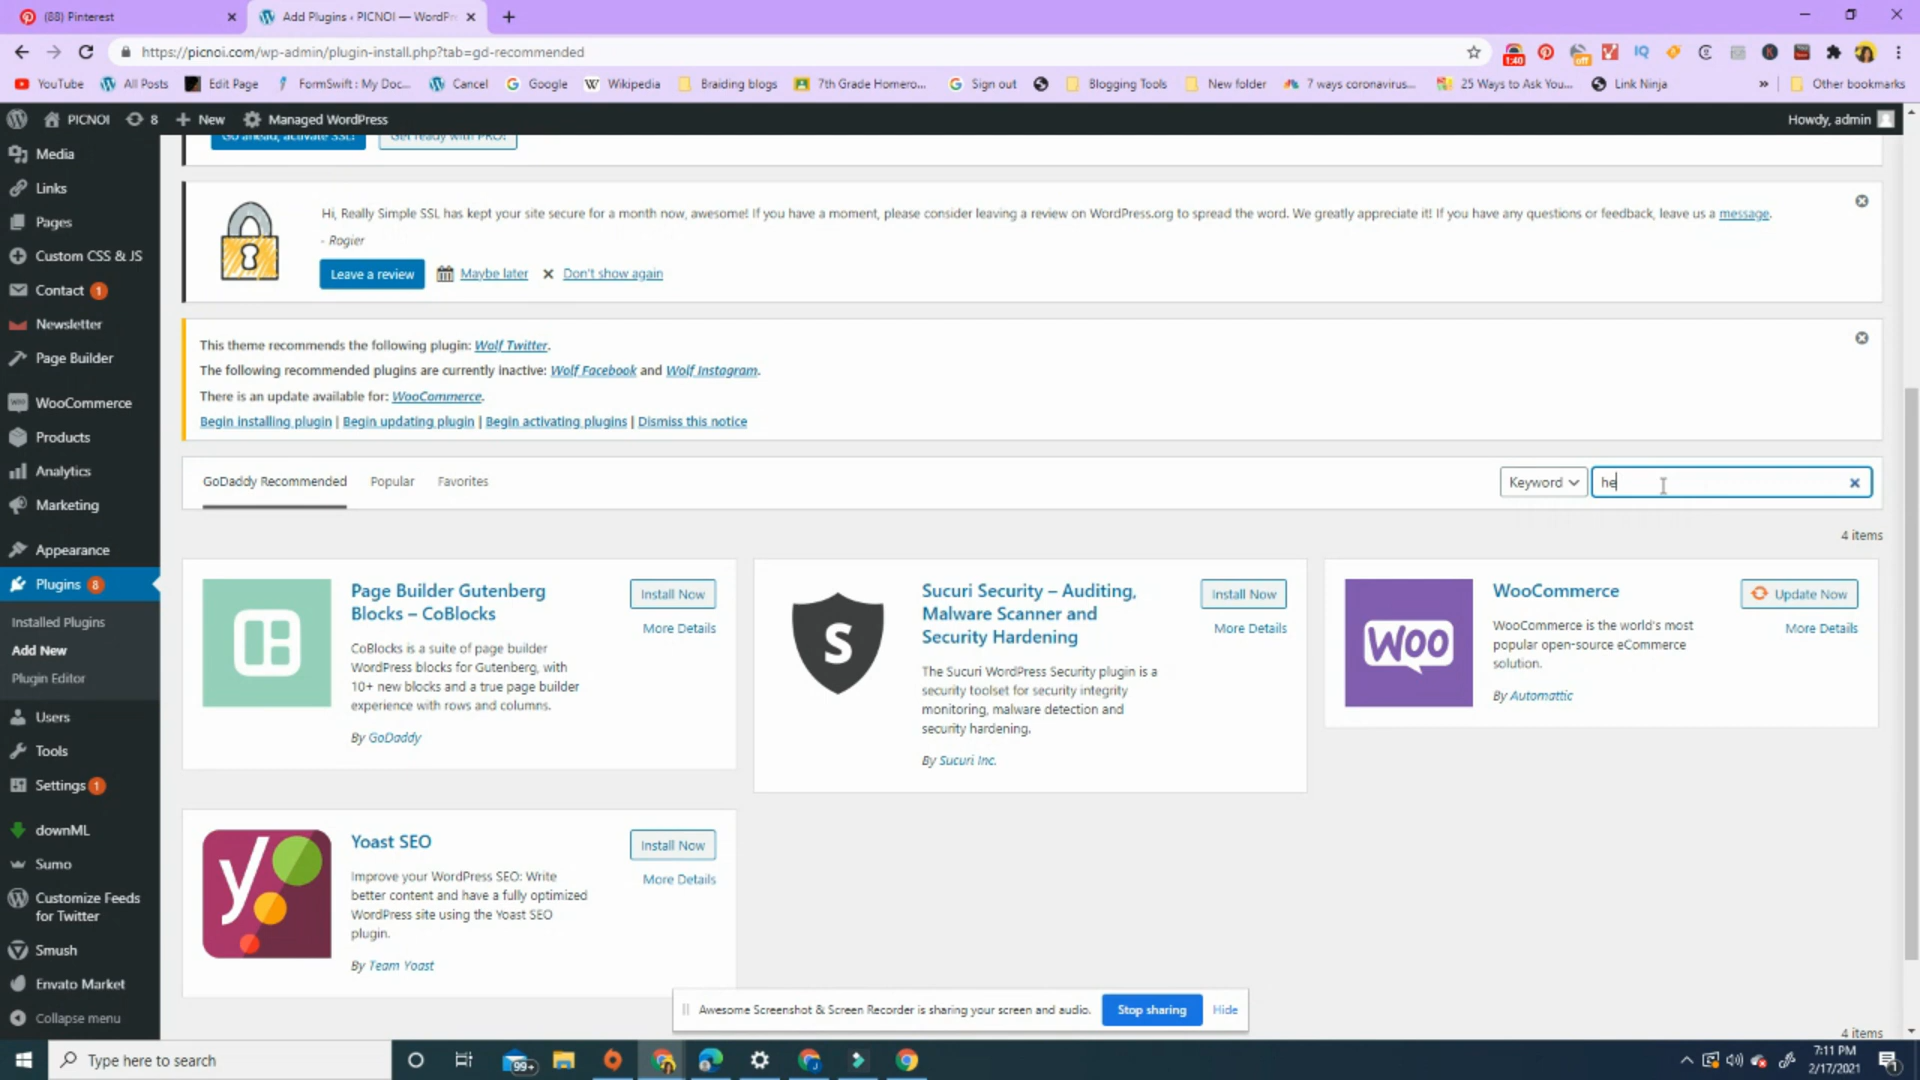 (88) Pinterest
Add Plugins ‹ PICNOI — WordPr
https://picnoi.com/wp-admin/plugin-install.php?tab=gd-recommended
1:40
IQ
off
YouTube
All Posts
Edit Page
FormSwift : My Doc...
Cancel
Google
Wikipedia
Braiding blogs
7th Grade Homero...
Sign out
Blogging Tools
New folder
7 ways coronavirus...
25 Ways to Ask You...
Link Ninja
»
Other bookmarks
PICNOI
8
New
Managed WordPress
Howdy, admin
Media
Links
Pages
Custom CSS & JS
Contact 1
Newsletter
Page Builder
WooCommerce
Products
Analytics
Marketing
Appearance
Plugins 8
Installed Plugins
Add New
Plugin Editor
Users
Tools
Settings 1
downML
Sumo
Customize Feeds
for Twitter
Smush
Envato Market
Collapse menu
Go ahead, activate SSL!
Get ready with PRO!
Hi, Really Simple SSL has kept your site secure for a month now, awesome! If you have a moment, please consider leaving a review on WordPress.org to spread the word. We greatly appreciate it! If you have any questions or feedback, leave us a message.
- Rogier
Leave a review
Maybe later
Don't show again
This theme recommends the following plugin: Wolf Twitter.
The following recommended plugins are currently inactive: Wolf Facebook and Wolf Instagram.
There is an update available for: WooCommerce.
Begin installing plugin | Begin updating plugin | Begin activating plugins | Dismiss this notice
GoDaddy Recommended
Popular
Favorites
Keyword
he
4 items
Page Builder Gutenberg
Blocks – CoBlocks
CoBlocks is a suite of page builder
WordPress blocks for Gutenberg, with
10+ new blocks and a true page builder
experience with rows and columns.
By GoDaddy
Install Now
More Details
S
Sucuri Security – Auditing,
Malware Scanner and
Security Hardening
The Sucuri WordPress Security plugin is a
security toolset for security integrity
monitoring, malware detection and
security hardening.
By Sucuri Inc.
Install Now
More Details
WOO
WooCommerce
WooCommerce is the world's most
popular open-source eCommerce
solution.
By Automattic
Update Now
More Details
y
Yoast SEO
Improve your WordPress SEO: Write
better content and have a fully optimized
WordPress site using the Yoast SEO
plugin.
By Team Yoast
Install Now
More Details
4 items
Awesome Screenshot & Screen Recorder is sharing your screen and audio.
Stop sharing
Hide
Type here to search
99+
7:11 PM
2/17/2021
1